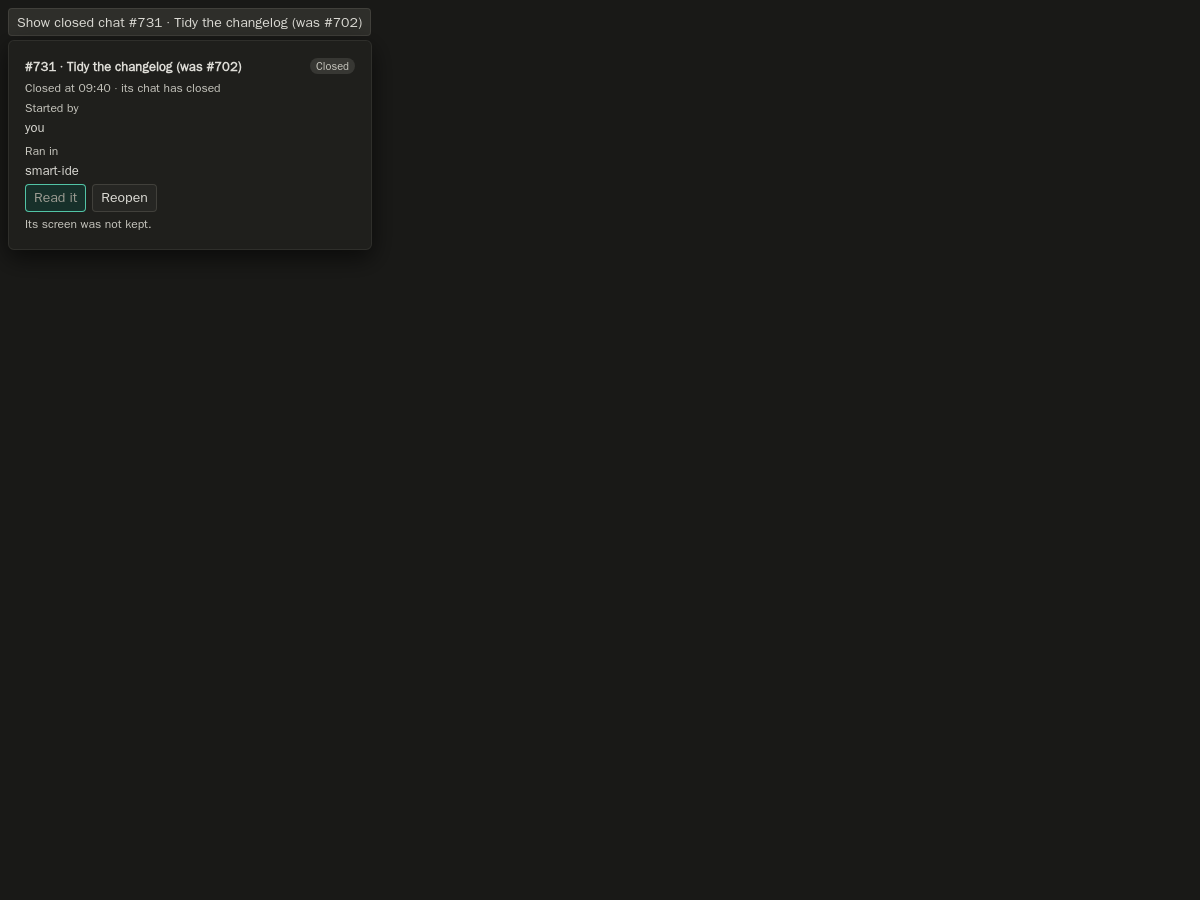 Show closed chat #731 · Tidy the changelog (was #702)
#731 · Tidy the changelog (was #702)
Closed
Closed at 09:40 · its chat has closed
Started by
you
Ran in
smart-ide
Read it
Reopen
Its screen was not kept.